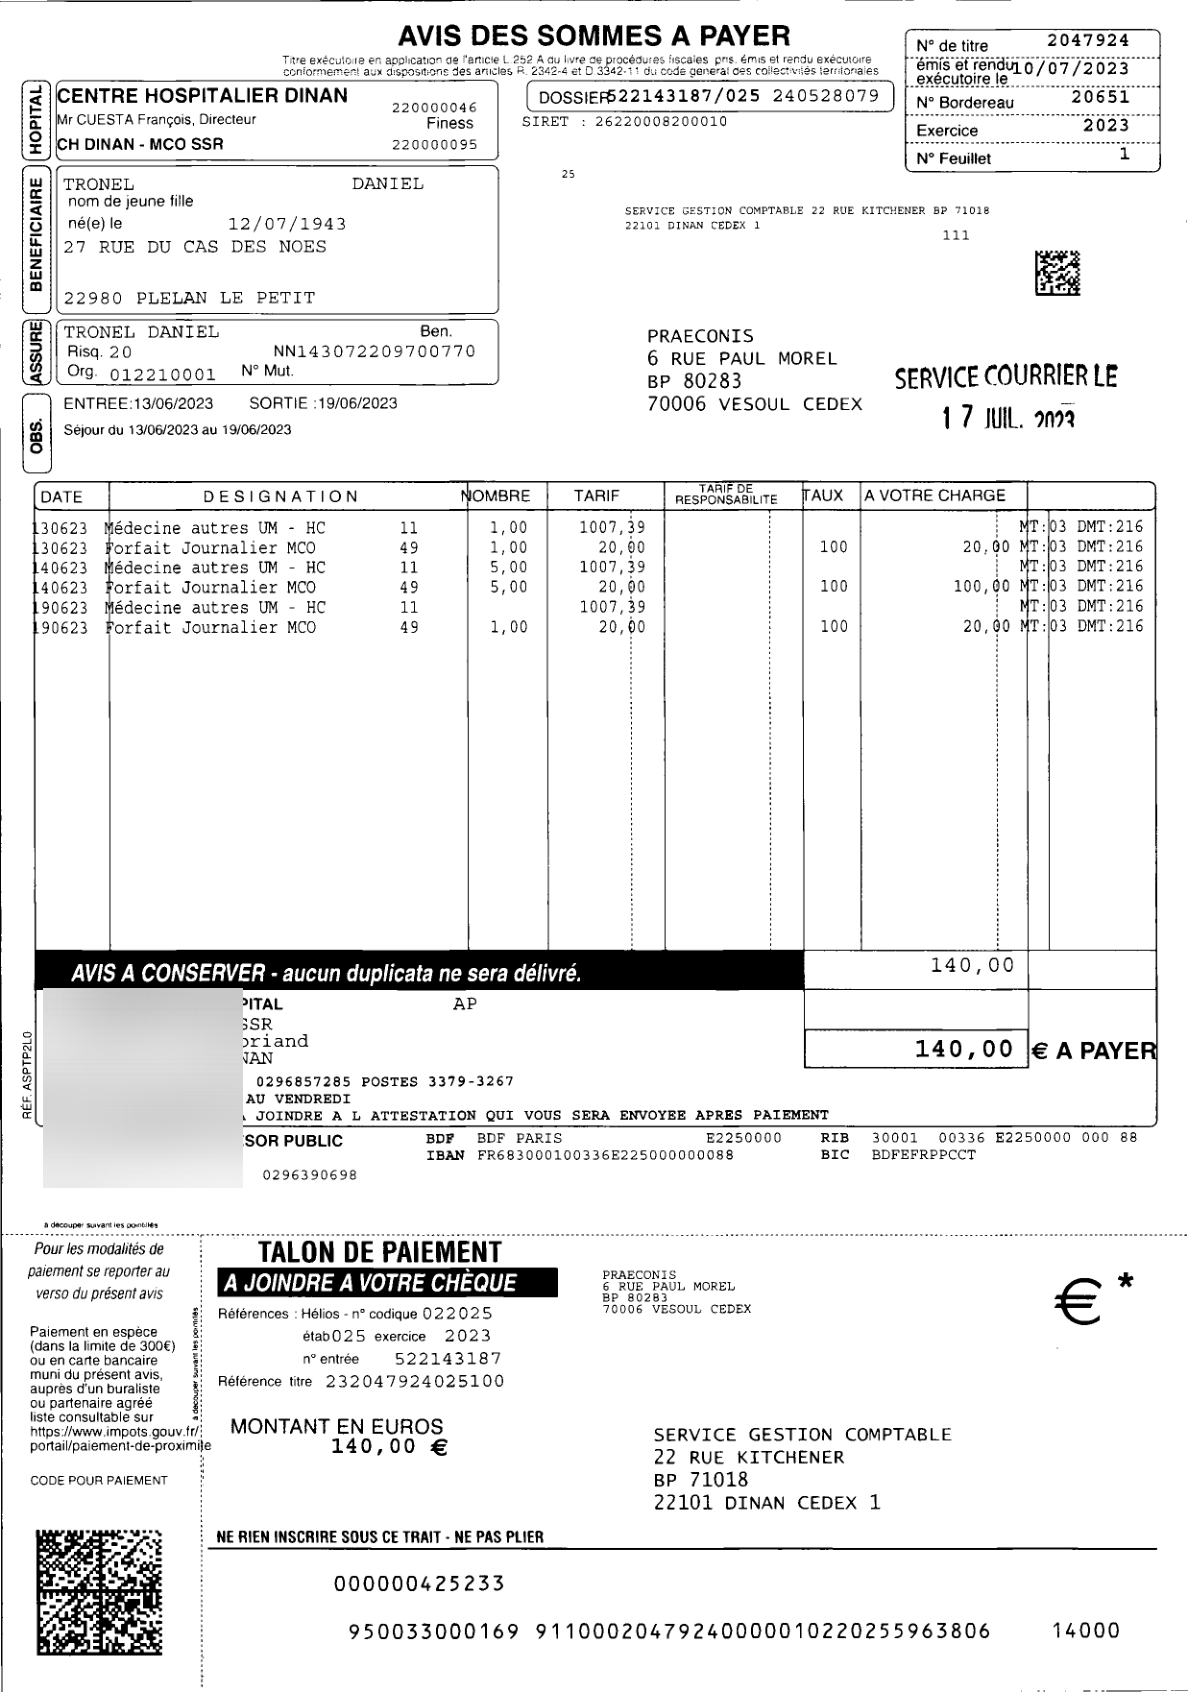 AVIS DES SOMMES A PAYER
Titre exécutoire en application de l'article L 252 A du livre de procédures fiscales pris, émis et rendu exécutoire
conformément aux dispositions des articles R. 2342-4 et D 3342-11 du code général des collectivités territoriales
N° de titre 2047924
émis et rendu exécutoire le 10/07/2023
N° Bordereau 20651
Exercice 2023
N° Feuillet 1
HOPITAL
CENTRE HOSPITALIER DINAN 220000046
Mr CUESTA François, Directeur Finess
CH DINAN - MCO SSR 220000095
DOSSIER 522143187/025 240528079
SIRET : 26220008200010
25
BENEFICIAIRE
TRONEL DANIEL
nom de jeune fille
né(e) le 12/07/1943
27 RUE DU CAS DES NOES
22980 PLELAN LE PETIT
SERVICE GESTION COMPTABLE 22 RUE KITCHENER BP 71018
22101 DINAN CEDEX 1
111
ASSURE
TRONEL DANIEL Ben.
Risq. 20 NN143072209700770
Org. 012210001 N° Mut.
PRAECONIS
6 RUE PAUL MOREL
BP 80283
70006 VESOUL CEDEX
SERVICE COURRIER LE
17 JUIL. 2023
OBS.
ENTREE:13/06/2023 SORTIE :19/06/2023
Séjour du 13/06/2023 au 19/06/2023
DATE DESIGNATION NOMBRE TARIF TARIF DE RESPONSABILITE TAUX A VOTRE CHARGE
130623 Médecine autres UM - HC 11 1,00 1007,39 MT:03 DMT:216
130623 Forfait Journalier MCO 49 1,00 20,00 100 20,00 MT:03 DMT:216
140623 Médecine autres UM - HC 11 5,00 1007,39 MT:03 DMT:216
140623 Forfait Journalier MCO 49 5,00 20,00 100 100,00 MT:03 DMT:216
190623 Médecine autres UM - HC 11 1007,39 MT:03 DMT:216
190623 Forfait Journalier MCO 49 1,00 20,00 100 20,00 MT:03 DMT:216
AVIS A CONSERVER - aucun duplicata ne sera délivré. 140,00
PITAL AP
SSR
oriand
NAN
140,00 € A PAYER
0296857285 POSTES 3379-3267
AU VENDREDI
JOINDRE A L ATTESTATION QUI VOUS SERA ENVOYEE APRES PAIEMENT
RÉF. ASPTP2L0
SOR PUBLIC BDF BDF PARIS E2250000 RIB 30001 00336 E2250000 000 88
IBAN FR683000100336E225000000088 BIC BDFEFRPPCCT
0296390698
à découper suivant les pointillés
Pour les modalités de
paiement se reporter au
verso du présent avis
Paiement en espèce
(dans la limite de 300€)
ou en carte bancaire
muni du présent avis,
auprès d'un buraliste
ou partenaire agréé
liste consultable sur
https://www.impots.gouv.fr/
portail/paiement-de-proximite
CODE POUR PAIEMENT
à découper suivant les pointillés
TALON DE PAIEMENT
A JOINDRE A VOTRE CHÈQUE
Références : Hélios - n° codique 022025
étab 025 exercice 2023
n° entrée 522143187
Référence titre 232047924025100
MONTANT EN EUROS
140,00 €
PRAECONIS
6 RUE PAUL MOREL
BP 80283
70006 VESOUL CEDEX
€ *
SERVICE GESTION COMPTABLE
22 RUE KITCHENER
BP 71018
22101 DINAN CEDEX 1
NE RIEN INSCRIRE SOUS CE TRAIT - NE PAS PLIER
000000425233
950033000169 911000204792400000102202559638​06 14000